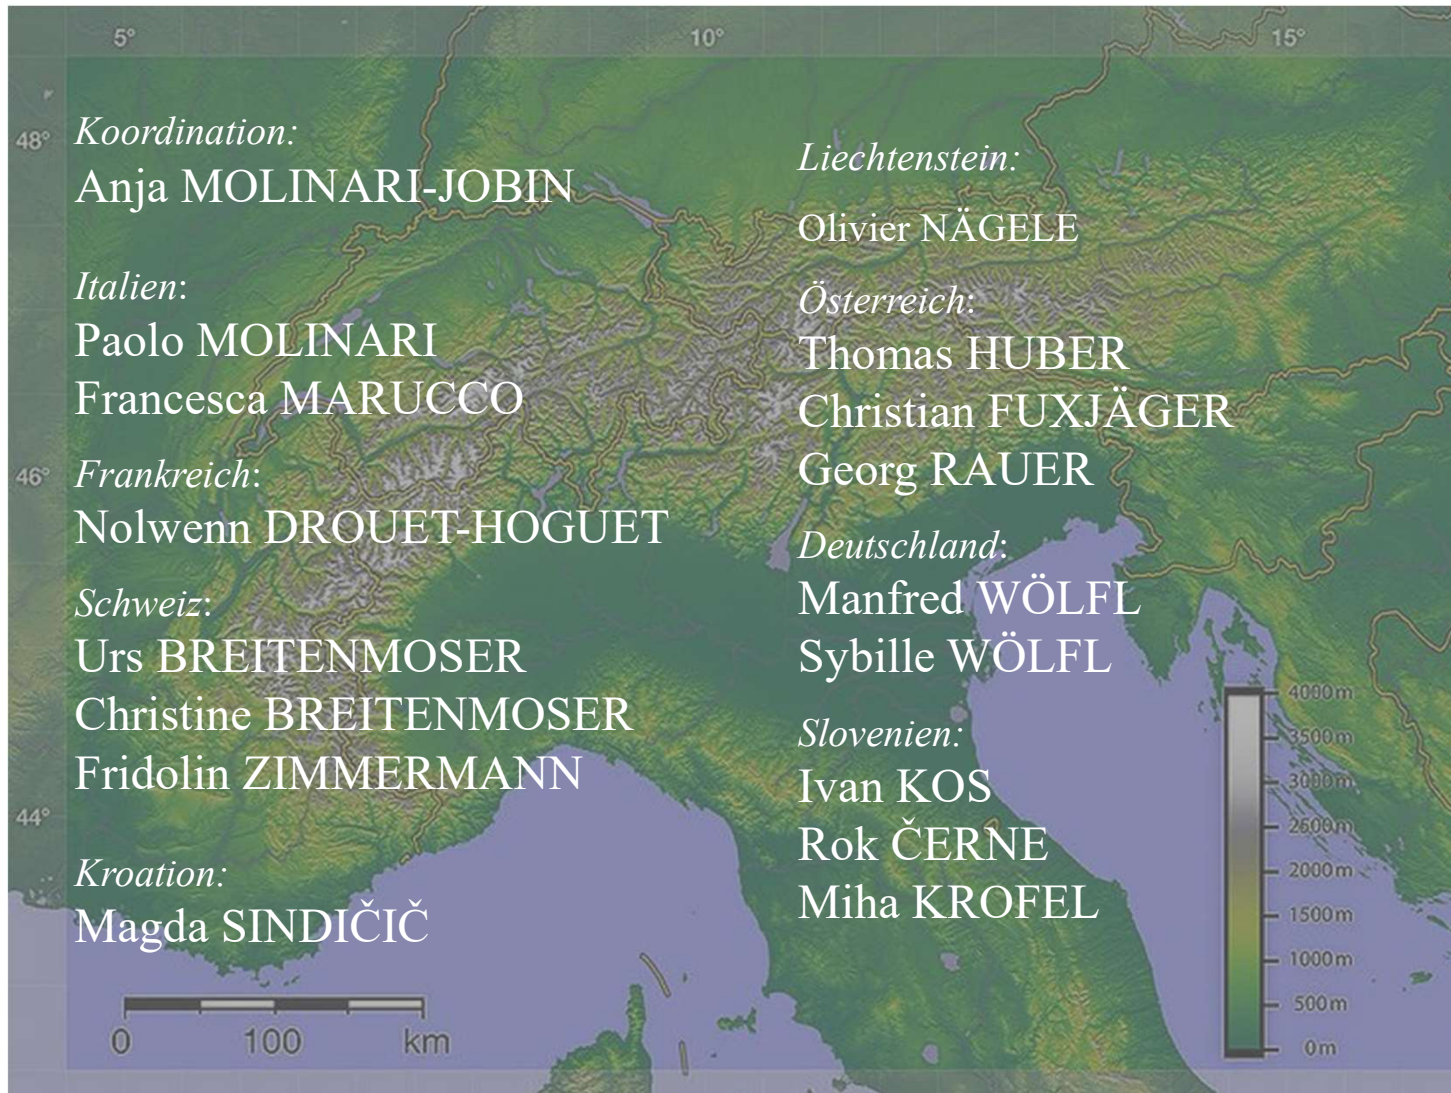 5°
10°
15°
48°
46°
44°
Koordination:
Anja MOLINARI-JOBIN
Italien:
Paolo MOLINARI
Francesca MARUCCO
Frankreich:
Nolwenn DROUET-HOGUET
Schweiz:
Urs BREITENMOSER
Christine BREITENMOSER
Fridolin ZIMMERMANN
Kroation:
Magda SINDIČIČ
Liechtenstein:
Olivier NÄGELE
Österreich:
Thomas HUBER
Christian FUXJÄGER
Georg RAUER
Deutschland:
Manfred WÖLFL
Sybille WÖLFL
Slovenien:
Ivan KOS
Rok ČERNE
Miha KROFEL
4000m
3500m
3000m
2600m
2000m
1500m
1000m
500m
0m
0 100 km